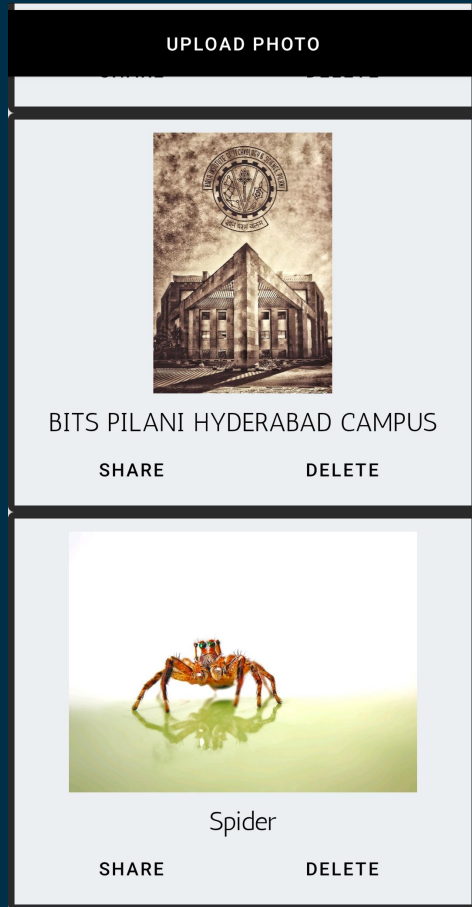 UPLOAD PHOTO
BITS PILANI HYDERABAD CAMPUS
SHARE DELETE
Spider
SHARE DELETE